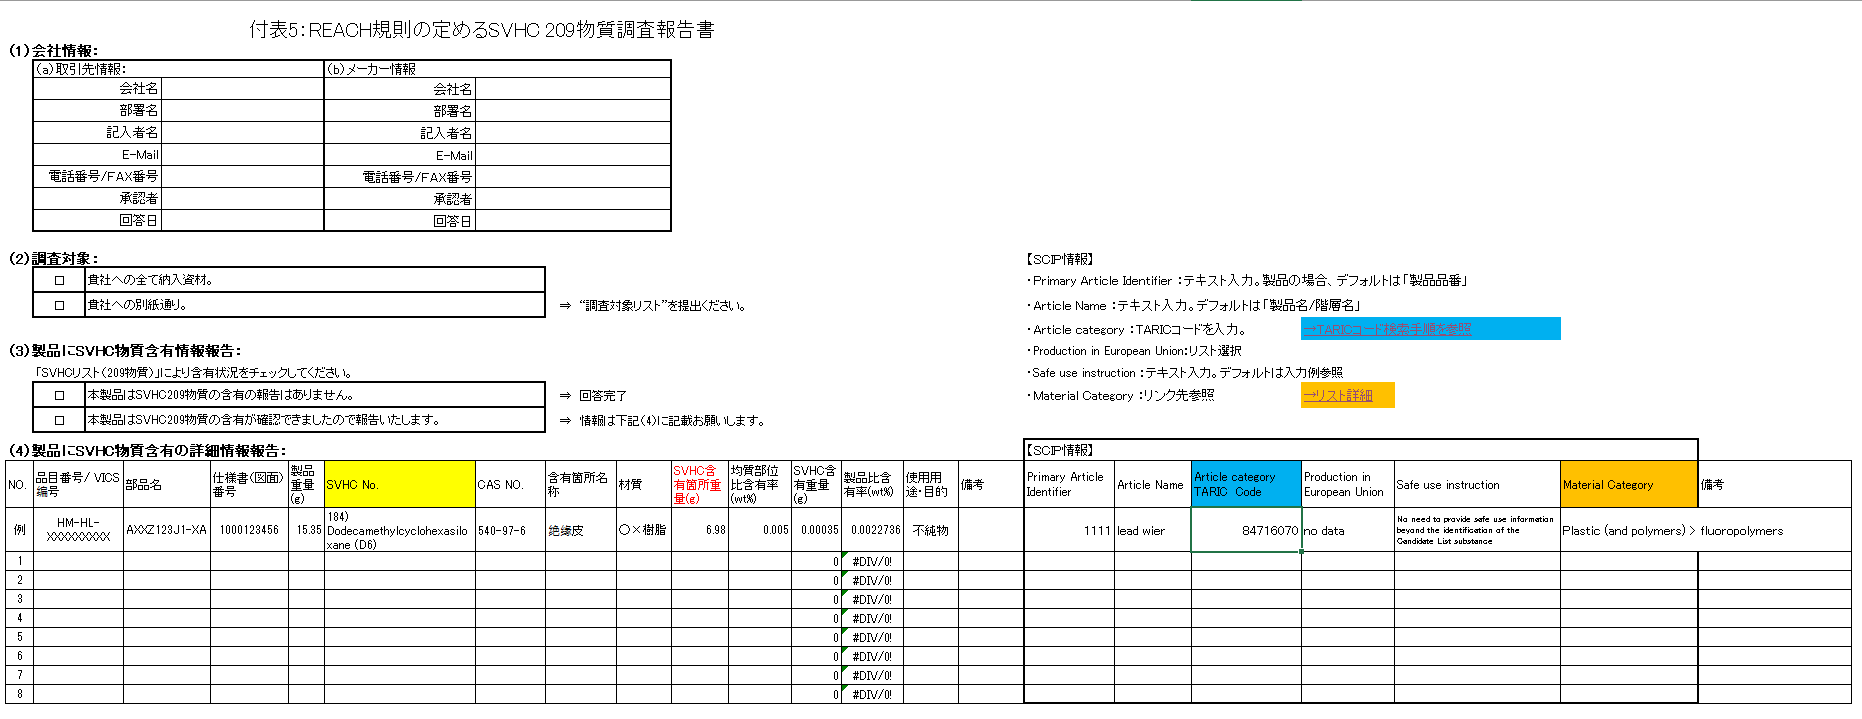 付表5：REACH規則の定めるSVHC 209物質調査報告書
(1)会社情報：
(a)取引先情報：
(b)メーカー情報
会社名
会社名
部署名
部署名
記入者名
記入者名
E-Mail
E-Mail
電話番号/FAX番号
電話番号/FAX番号
承認者
承認者
回答日
回答日
(2)調査対象：
□ 貴社への全て納入資材。
□ 貴社への別紙通り。
⇒ “調査対象リスト”を提出ください。
【SCIP情報】
・Primary Article Identifier ：テキスト入力。製品の場合、デフォルトは「製品品番」
・Article Name ：テキスト入力。デフォルトは「製品名/階層名」
・Article category ：TARICコードを入力。
→TARICコード検索手順を参照
・Production in European Union：リスト選択
・Safe use instruction ：テキスト入力。デフォルトは入力例参照
・Material Category ：リンク先参照
→リスト詳細
(3)製品にSVHC物質含有情報報告：
「SVHCリスト（209物質）」により含有状況をチェックしてください。
□ 本製品はSVHC209物質の含有の報告はありません。
⇒ 回答完了
□ 本製品はSVHC209物質の含有が確認できましたので報告いたします。
⇒ 情報は下記(4)に記載お願いします。
(4)製品にSVHC物質含有の詳細情報報告：
【SCIP情報】
NO.
品目番号/ VICS
編号
部品名
仕様書(図面)
番号
製品
重量
(g)
SVHC No.
CAS NO.
含有箇所名
称
材質
SVHC含
有箇所重
量(g)
均質部位
比含有率
(wt%)
SVHC含
有重量
(g)
製品比含
有率(wt%)
使用用
途・目的
備考
Primary Article
Identifier
Article Name
Article category
TARIC Code
Production in
European Union
Safe use instruction
Material Category
備考
例
HM-HL-
XXXXXXXXX
AXXZ123J1-XA
1000123456
15.35
184)
Dodecamethylcyclohexasilo
xane (D6)
540-97-6
绝缘皮
〇×樹脂
6.98
0.005
0.00035
0.0022736
不純物
1111
lead wier
84716070
no data
No need to provide safe use information
beyond the identification of the
Candidate List substance
Plastic (and polymers) > fluoropolymers
1 0 #DIV/0!
2 0 #DIV/0!
3 0 #DIV/0!
4 0 #DIV/0!
5 0 #DIV/0!
6 0 #DIV/0!
7 0 #DIV/0!
8 0 #DIV/0!